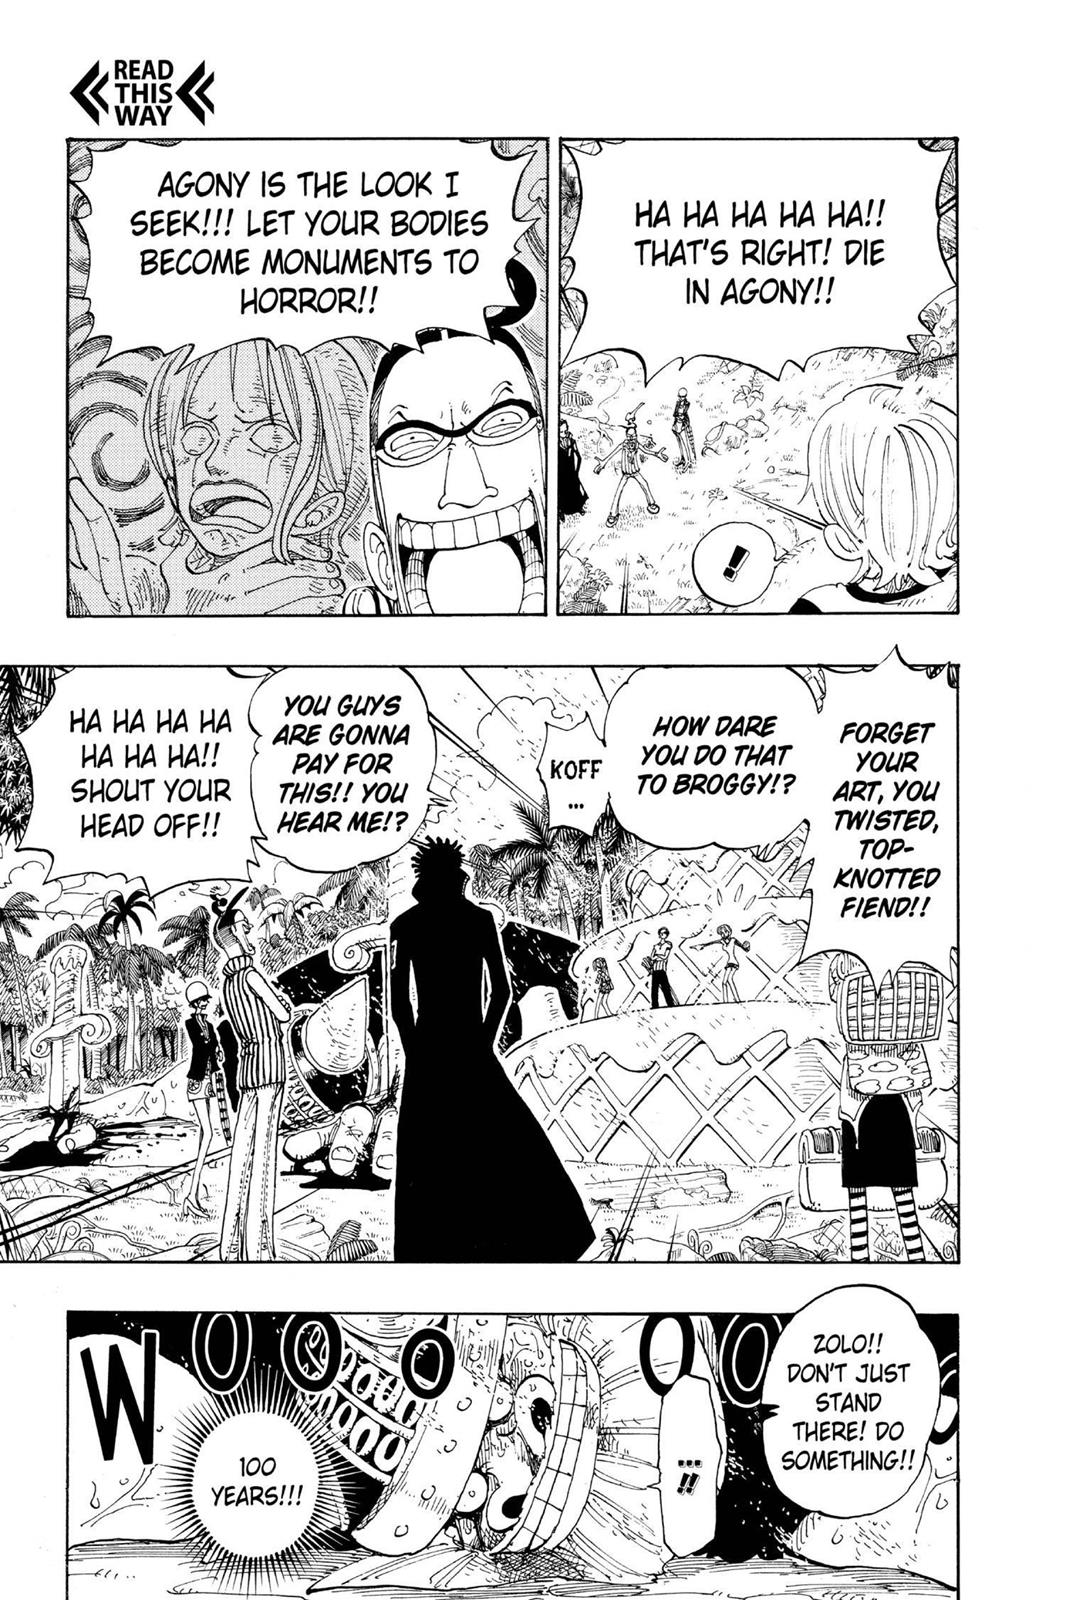 READ
THIS
WAY
HA HA HA HA HA!!
THAT'S RIGHT! DIE
IN AGONY!!
!
AGONY IS THE LOOK I
SEEK!!! LET YOUR BODIES
BECOME MONUMENTS TO
HORROR!!
FORGET
YOUR
ART, YOU
TWISTED,
TOP-
KNOTTED
FIEND!!
HOW DARE
YOU DO THAT
TO BROGGY!?
KOFF
...
YOU GUYS
ARE GONNA
PAY FOR
THIS!! YOU
HEAR ME!?
HA HA HA HA
HA HA HA!!
SHOUT YOUR
HEAD OFF!!
ZOLO!!
DON'T JUST
STAND
THERE! DO
SOMETHING!!
...
!!
100
YEARS!!!
WOOOOOO